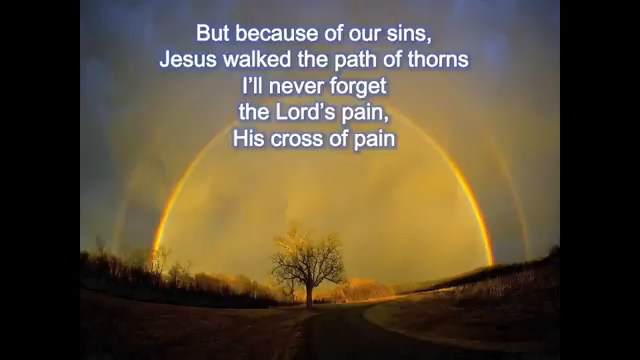 But because of our sins,
Jesus walked the path of thorns
I'll never forget
the Lord's pain,
His cross of pain